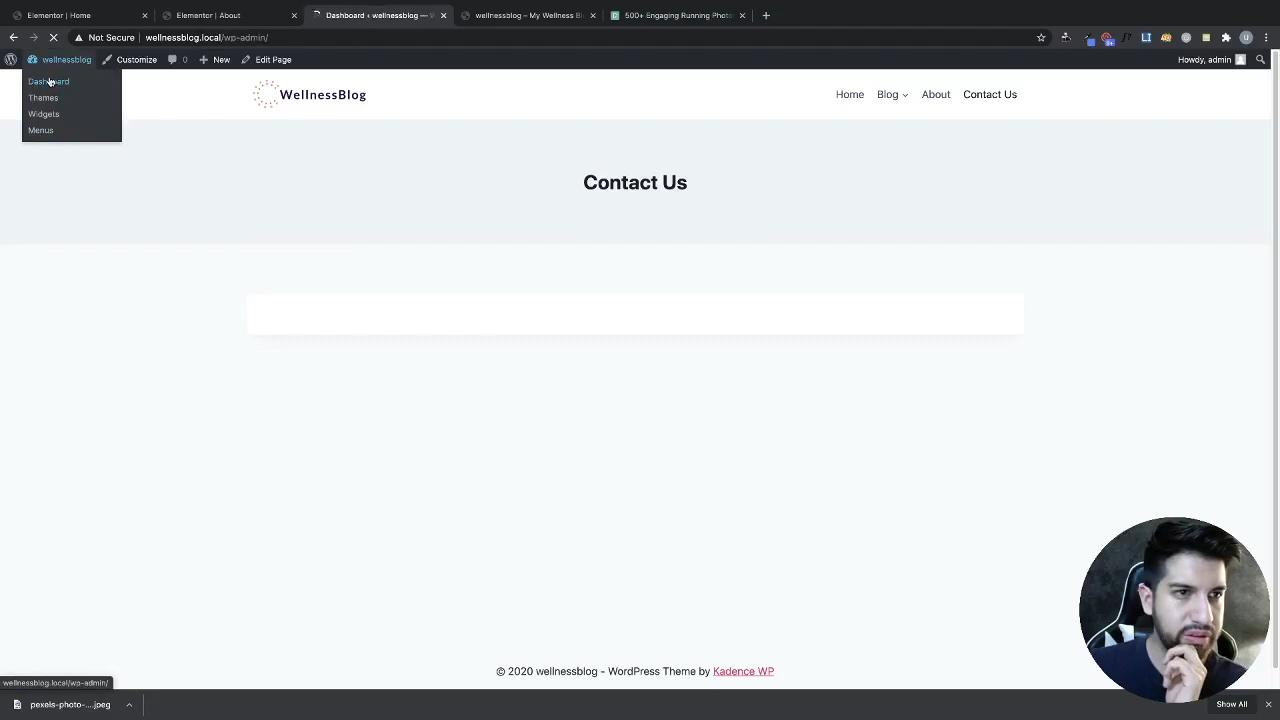 Elementor | Home
Elementor | About
Dashboard ‹ wellnessblog —
wellnessblog – My Wellness Bl
500+ Engaging Running Photo
Not Secure | wellnessblog.local/wp-admin/
wellnessblog
Customize
0
New
Edit Page
Howdy, admin
Dashboard
Themes
Widgets
Menus
WellnessBlog
Home
Blog
About
Contact Us
Contact Us
© 2020 wellnessblog - WordPress Theme by Kadence WP
wellnessblog.local/wp-admin/
pexels-photo-....jpeg
Show All